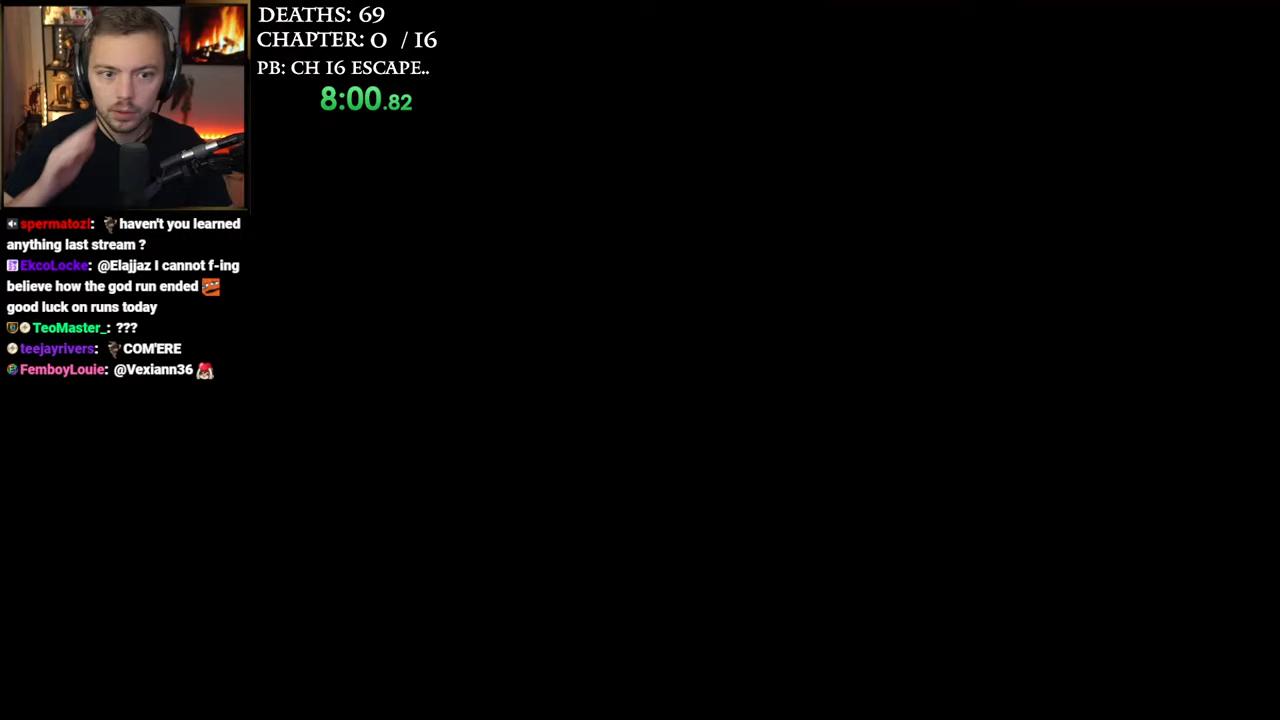 DEATHS: 69
CHAPTER: 0 / 16
PB: CH 16 ESCAPE..
8:00.82
spermatozi: haven't you learned
anything last stream ?
EkcoLocke: @Elajjaz I cannot f-ing
believe how the god run ended
good luck on runs today
TeoMaster_: ???
teejayrivers: COM'ERE
FemboyLouie: @Vexiann36